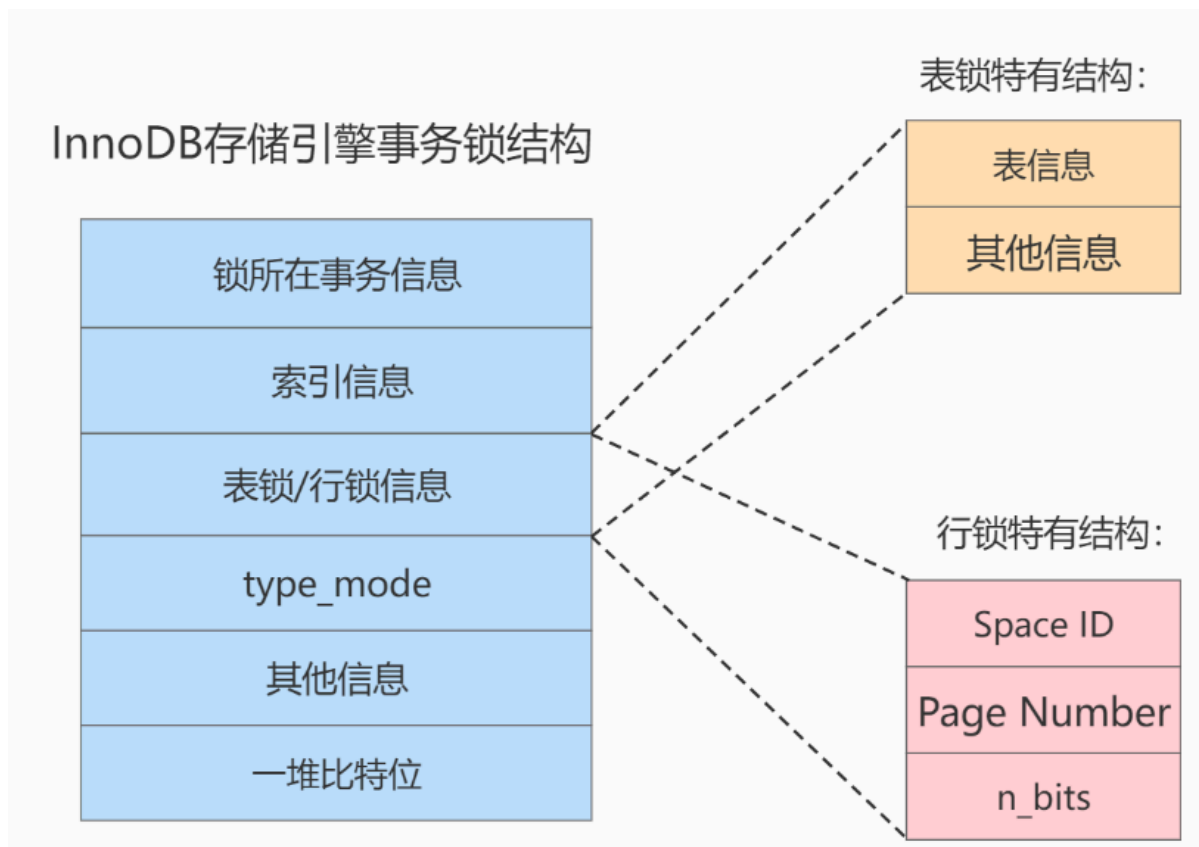 InnoDB存储引擎事务锁结构
锁所在事务信息
索引信息
表锁/行锁信息
type_mode
其他信息
一堆比特位
表锁特有结构：
表信息
其他信息
行锁特有结构：
Space ID
Page Number
n_bits